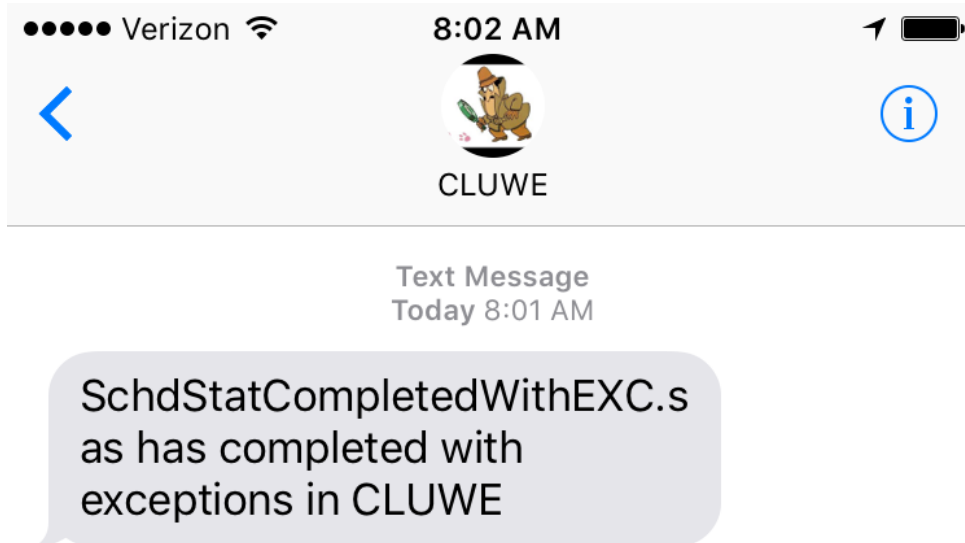 Verizon 8:02 AM
i
CLUWE
Text Message
Today 8:01 AM
SchdStatCompletedWithEXC.s
as has completed with
exceptions in CLUWE